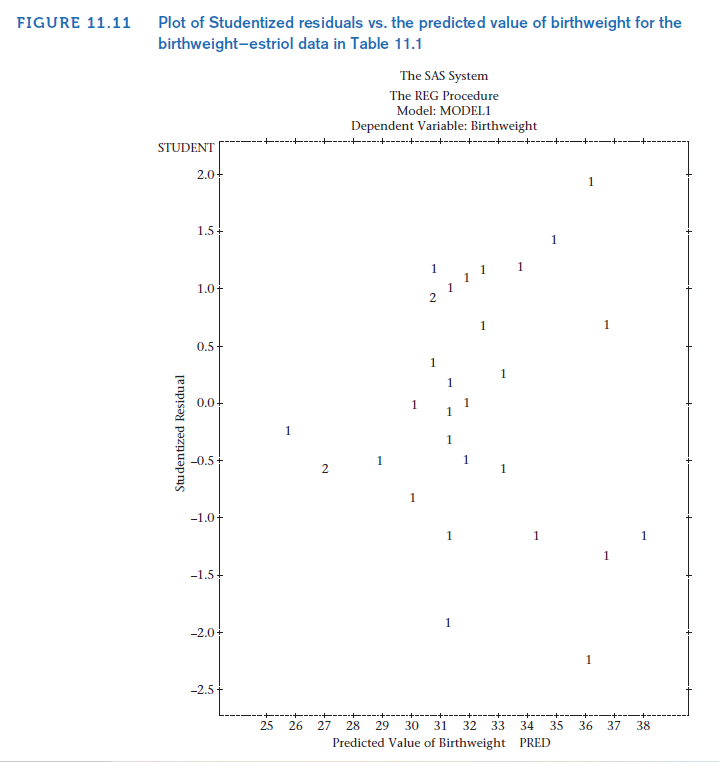 FIGURE 11.11 Plot of Studentized residuals vs. the predicted value of birthweight for the
birthweight–estriol data in Table 11.1
The SAS System
The REG Procedure
Model: MODEL1
Dependent Variable: Birthweight
STUDENT
2.0
1
1.5
1
1 1 1 1
1.0
1
2
0.5
1 1
1
1
1
0.0
1 1
1
1
1
–0.5
1 1
2 1
1
–1.0
1 1 1
1
–1.5
1
–2.0
1
–2.5
Studentized Residual
25 26 27 28 29 30 31 32 33 34 35 36 37 38
Predicted Value of Birthweight PRED